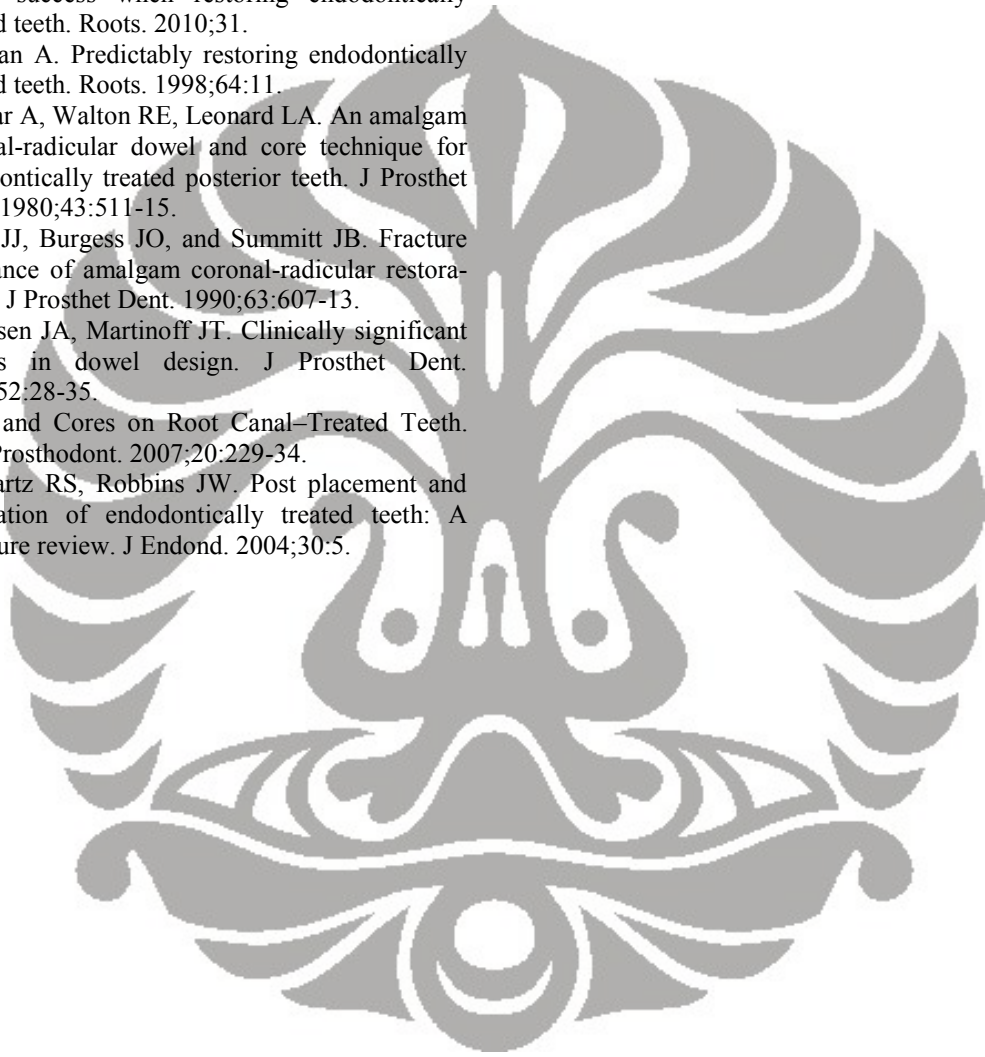 success when restoring endodontically
teeth. Roots. 2010;31.
A. Predictably restoring endodontically
teeth. Roots. 1998;64:11.
A, Walton RE, Leonard LA. An amalgam
al-radicular dowel and core technique for
ontically treated posterior teeth. J Prosthet
1980;43:511-15.
JJ, Burgess JO, and Summitt JB. Fracture
ance of amalgam coronal-radicular restora-
J Prosthet Dent. 1990;63:607-13.
sen JA, Martinoff JT. Clinically significant
s in dowel design. J Prosthet Dent.
52:28-35.
and Cores on Root Canal–Treated Teeth.
Prosthodont. 2007;20:229-34.
artz RS, Robbins JW. Post placement and
ation of endodontically treated teeth: A
ure review. J Endond. 2004;30:5.